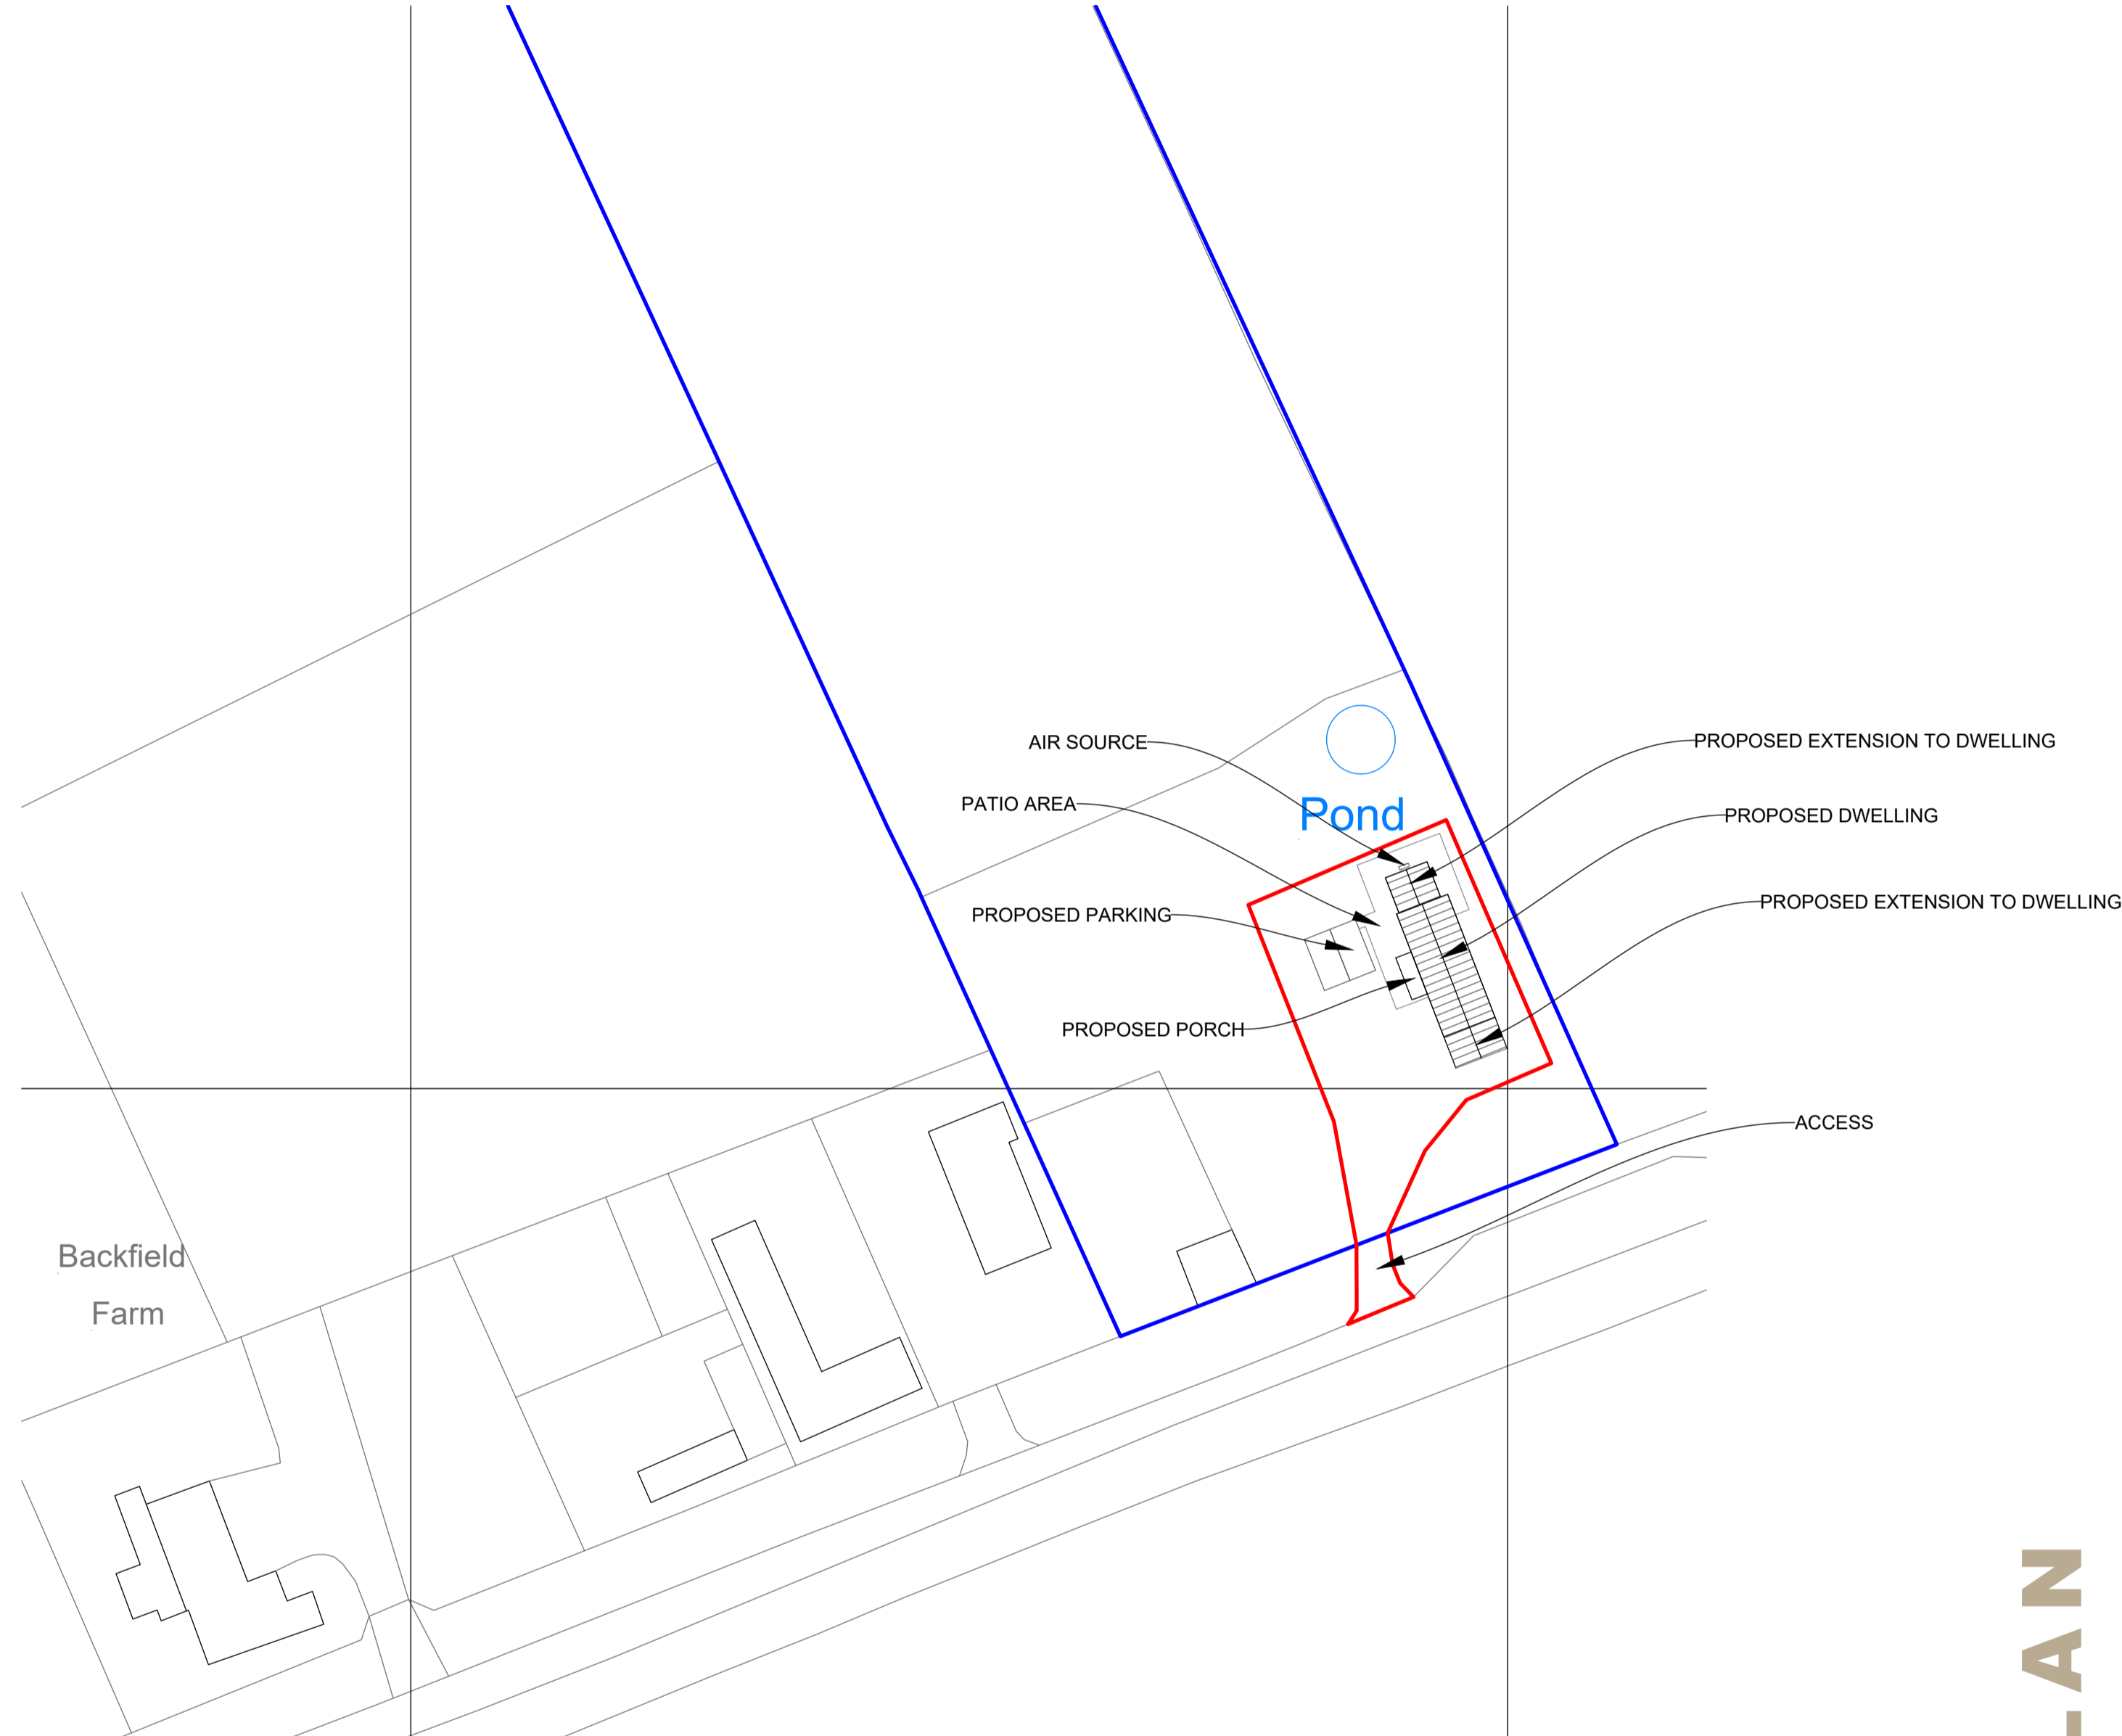 AIR SOURCE
PROPOSED EXTENSION TO DWELLING
PATIO AREA
Pond
PROPOSED DWELLING
PROPOSED PARKING
PROPOSED EXTENSION TO DWELLING
PROPOSED PORCH
ACCESS
Backfield
Farm